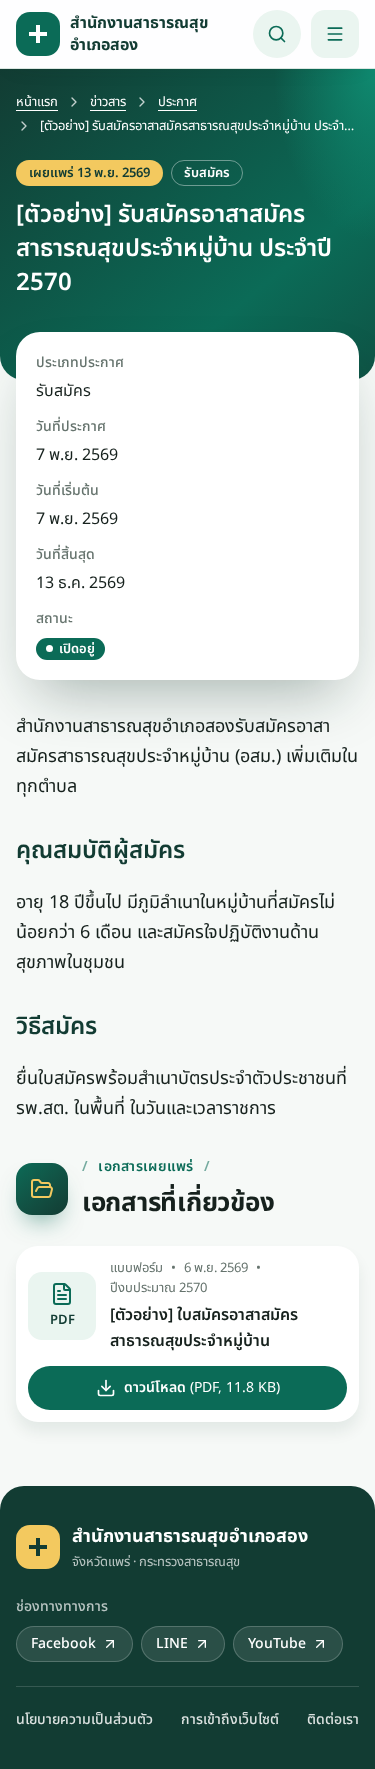 สำนักงานสาธารณสุข
อำเภอสอง
หน้าแรก > ข่าวสาร > ประกาศ
> [ตัวอย่าง] รับสมัครอาสาสมัครสาธารณสุขประจำหมู่บ้าน ประจำ...
เผยแพร่ 13 พ.ย. 2569 รับสมัคร
[ตัวอย่าง] รับสมัครอาสาสมัคร
สาธารณสุขประจำหมู่บ้าน ประจำปี
2570
ประเภทประกาศ
รับสมัคร
วันที่ประกาศ
7 พ.ย. 2569
วันที่เริ่มต้น
7 พ.ย. 2569
วันที่สิ้นสุด
13 ธ.ค. 2569
สถานะ
เปิดอยู่
สำนักงานสาธารณสุขอำเภอสองรับสมัครอาสา
สมัครสาธารณสุขประจำหมู่บ้าน (อสม.) เพิ่มเติมใน
ทุกตำบล
คุณสมบัติผู้สมัคร
อายุ 18 ปีขึ้นไป มีภูมิลำเนาในหมู่บ้านที่สมัครไม่
น้อยกว่า 6 เดือน และสมัครใจปฏิบัติงานด้าน
สุขภาพในชุมชน
วิธีสมัคร
ยื่นใบสมัครพร้อมสำเนาบัตรประจำตัวประชาชนที่
รพ.สต. ในพื้นที่ ในวันและเวลาราชการ
/ เอกสารเผยแพร่ /
เอกสารที่เกี่ยวข้อง
แบบฟอร์ม • 6 พ.ย. 2569 •
ปีงบประมาณ 2570
PDF
[ตัวอย่าง] ใบสมัครอาสาสมัคร
สาธารณสุขประจำหมู่บ้าน
ดาวน์โหลด (PDF, 11.8 KB)
สำนักงานสาธารณสุขอำเภอสอง
จังหวัดแพร่ · กระทรวงสาธารณสุข
ช่องทางทางการ
Facebook LINE YouTube
นโยบายความเป็นส่วนตัว การเข้าถึงเว็บไซต์ ติดต่อเรา